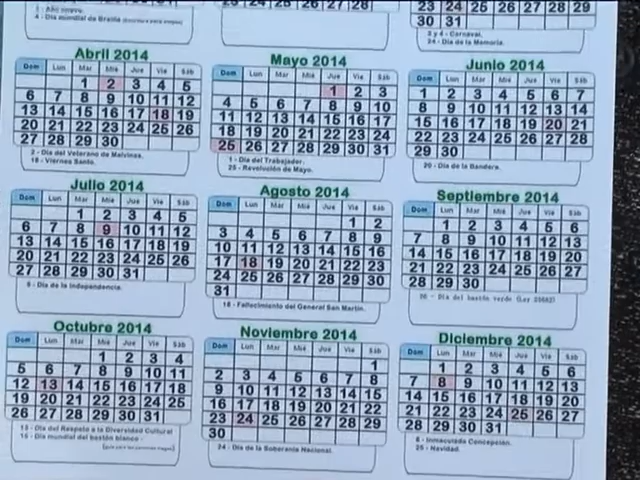 1 - Año nuevo.
4 - Día mundial de Braille
23 24 25 26 27 28
23 24 25 26 27 28 29
30 31
3 y 4 - Carnaval.
24 - Día de la Memoria.
Abril 2014
Dom Lun Mar Mié Jue Vie Sáb
1 2 3 4 5
6 7 8 9 10 11 12
13 14 15 16 17 18 19
20 21 22 23 24 25 26
27 28 29 30
2 - Día del Veterano de Malvinas.
18 - Viernes Santo.
Mayo 2014
Dom Lun Mar Mié Jue Vie Sáb
1 2 3
4 5 6 7 8 9 10
11 12 13 14 15 16 17
18 19 20 21 22 23 24
25 26 27 28 29 30 31
1 - Día del Trabajador.
25 - Revolución de Mayo.
Junio 2014
Dom Lun Mar Mié Jue Vie Sáb
1 2 3 4 5 6 7
8 9 10 11 12 13 14
15 16 17 18 19 20 21
22 23 24 25 26 27 28
29 30
20 - Día de la Bandera.
Julio 2014
Dom Lun Mar Mié Jue Vie Sáb
1 2 3 4 5
6 7 8 9 10 11 12
13 14 15 16 17 18 19
20 21 22 23 24 25 26
27 28 29 30 31
9 - Día de la Independencia.
Agosto 2014
Dom Lun Mar Mié Jue Vie Sáb
1 2
3 4 5 6 7 8 9
10 11 12 13 14 15 16
17 18 19 20 21 22 23
24 25 26 27 28 29 30
31
18 - Fallecimiento del General San Martín.
Septiembre 2014
Dom Lun Mar Mié Jue Vie Sáb
1 2 3 4 5 6
7 8 9 10 11 12 13
14 15 16 17 18 19 20
21 22 23 24 25 26 27
28 29 30
Día del bastón verde (Ley
Octubre 2014
Dom Lun Mar Mié Jue Vie Sáb
1 2 3 4
5 6 7 8 9 10 11
12 13 14 15 16 17 18
19 20 21 22 23 24 25
26 27 28 29 30 31
13 - Día del Respeto a la Diversidad Cultural
15 - Día mundial del bastón blanco
Noviembre 2014
Dom Lun Mar Mié Jue Vie Sáb
1
2 3 4 5 6 7 8
9 10 11 12 13 14 15
16 17 18 19 20 21 22
23 24 25 26 27 28 29
30
24 - Día de la Soberanía Nacional.
Diciembre 2014
Dom Lun Mar Mié Jue Vie Sáb
1 2 3 4 5 6
7 8 9 10 11 12 13
14 15 16 17 18 19 20
21 22 23 24 25 26 27
28 29 30 31
8 - Inmaculada Concepción.
25 - Navidad.